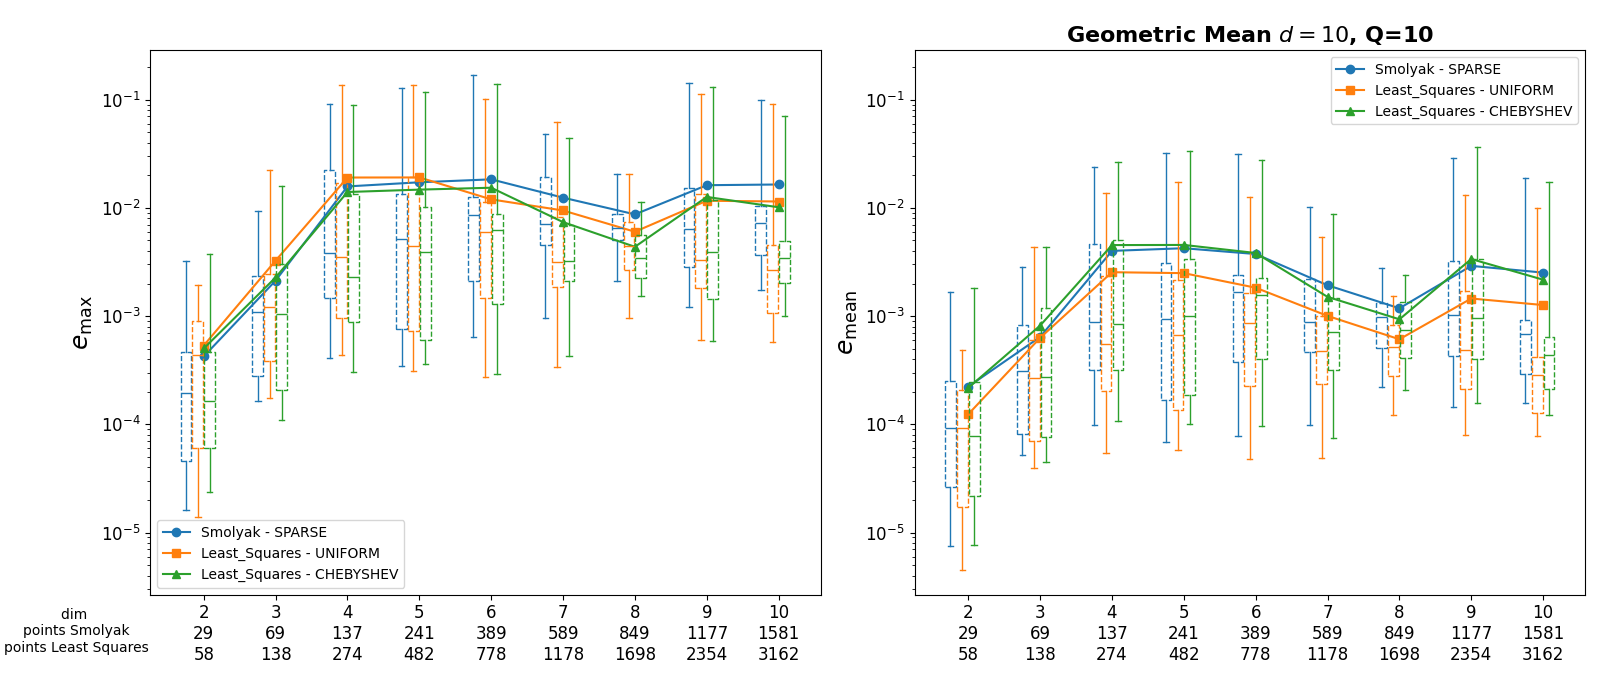 Geometric Mean d = 10, Q=10
10⁻¹
10⁻²
10⁻³
10⁻⁴
10⁻⁵
e_max
Smolyak - SPARSE
Least_Squares - UNIFORM
Least_Squares - CHEBYSHEV
dim 2 3 4 5 6 7 8 9 10
points Smolyak 29 69 137 241 389 589 849 1177 1581
points Least Squares 58 138 274 482 778 1178 1698 2354 3162
10⁻¹
10⁻²
10⁻³
10⁻⁴
10⁻⁵
e_mean
Smolyak - SPARSE
Least_Squares - UNIFORM
Least_Squares - CHEBYSHEV
2 3 4 5 6 7 8 9 10
29 69 137 241 389 589 849 1177 1581
58 138 274 482 778 1178 1698 2354 3162